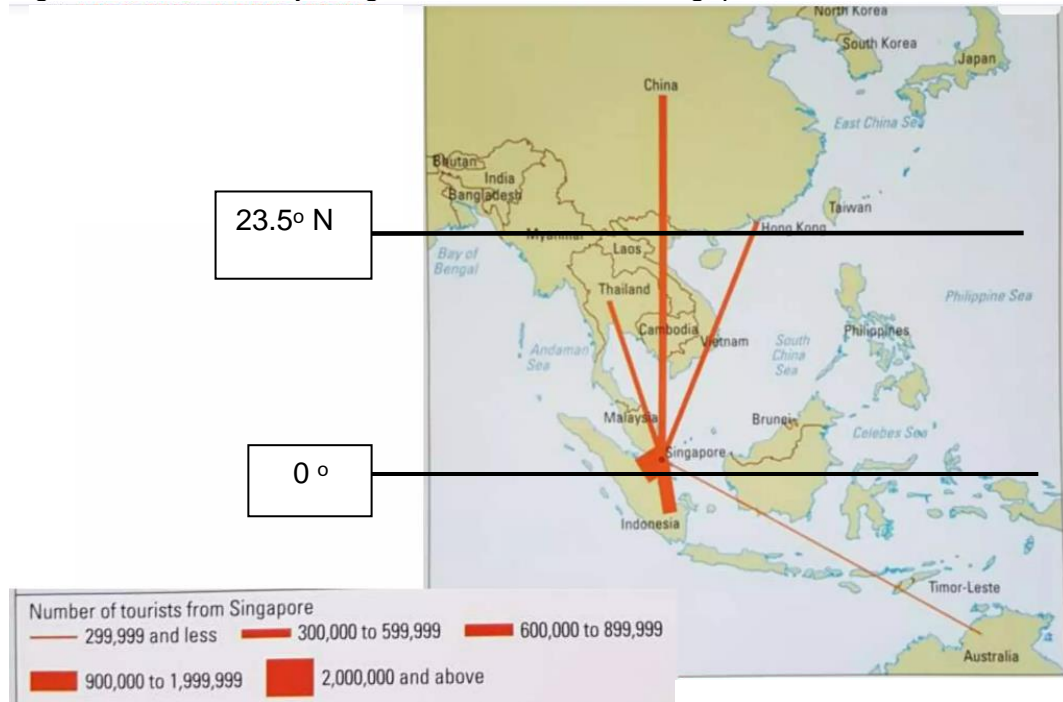 North Korea
South Korea
Japan
China
East China Sea
Bhutan
India
Bangladesh
Taiwan
23.5º N
Hong Kong
Myanmar
Laos
Bay of
Bengal
Thailand
Philippine Sea
Cambodia
Vietnam
South
China
Sea
Philippines
Andaman
Sea
Malaysia
Brunei
Celebes Sea
Singapore
0 º
Indonesia
Timor-Leste
Australia
Number of tourists from Singapore
299,999 and less
300,000 to 599,999
600,000 to 899,999
900,000 to 1,999,999
2,000,000 and above